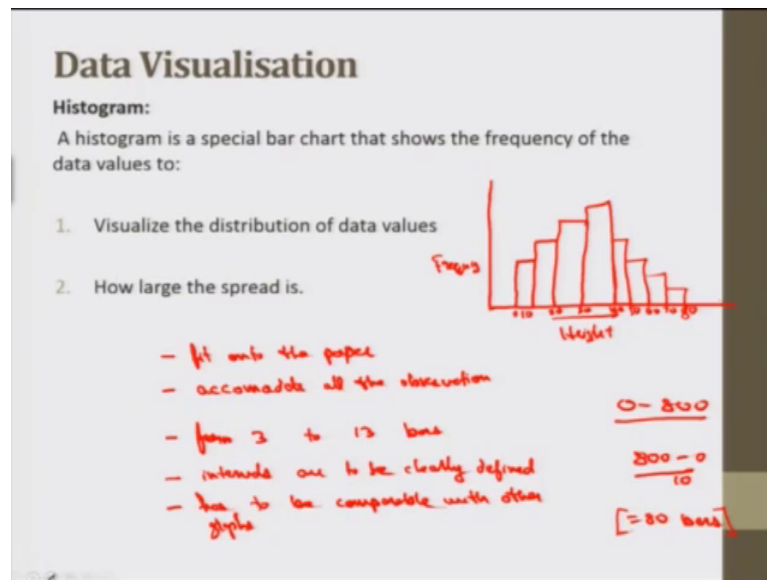 Data Visualisation
Histogram:
A histogram is a special bar chart that shows the frequency of the
data values to:
1. Visualize the distribution of data values
2. How large the spread is.
Height
- fit onto the paper
- accomadate all the observation
- from 3 to 13 bars
- intervals are to be clearly defined
- has to be comparable with other
0-800
800-0
10
[=80 bars]